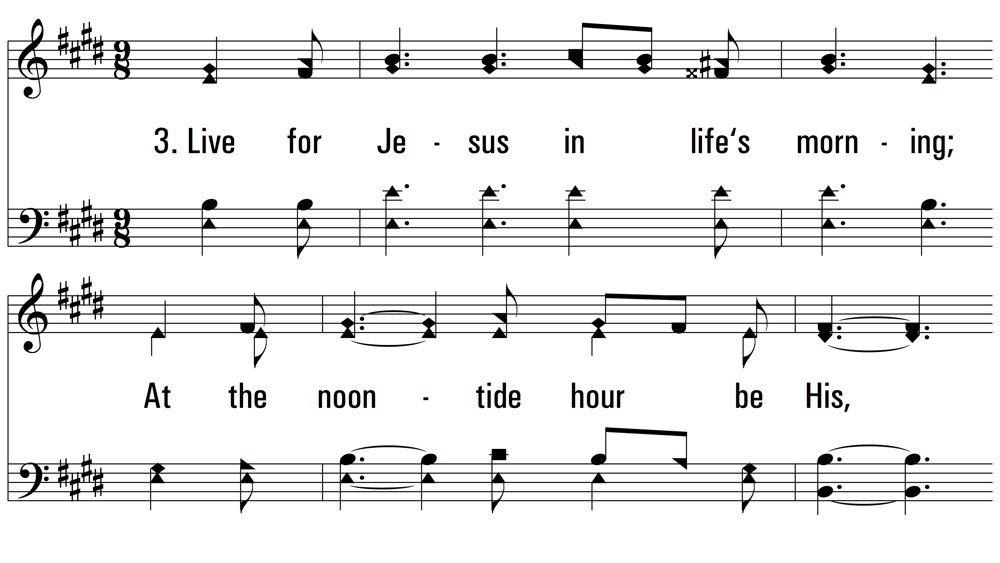 3. Live for Je - sus in life‘s morn - ing;
At the noon - tide hour be His,